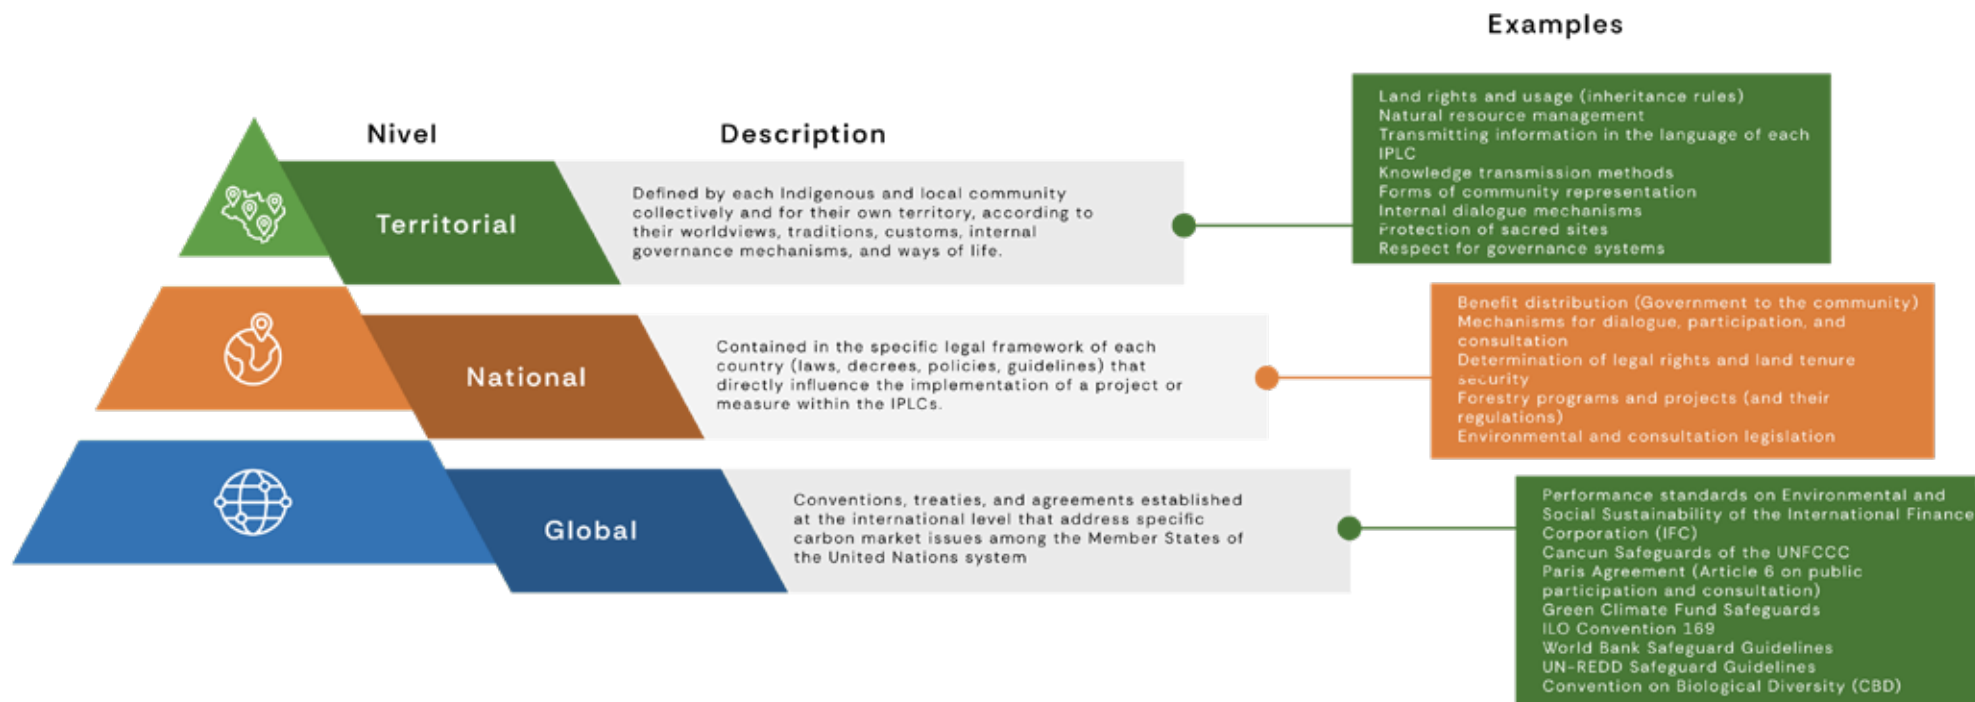 Examples
Nivel
Description
Territorial
Defined by each Indigenous and local community
collectively and for their own territory, according to
their worldviews, traditions, customs, internal
governance mechanisms, and ways of life.
Land rights and usage (inheritance rules)
Natural resource management
Transmitting information in the language of each
IPLC
Knowledge transmission methods
Forms of community representation
Internal dialogue mechanisms
Protection of sacred sites
Respect for governance systems
National
Contained in the specific legal framework of each
country (laws, decrees, policies, guidelines) that
directly influence the implementation of a project or
measure within the IPLCs.
Benefit distribution (Government to the community)
Mechanisms for dialogue, participation, and
consultation
Determination of legal rights and land tenure
security
Forestry programs and projects (and their
regulations)
Environmental and consultation legislation
Global
Conventions, treaties, and agreements established
at the international level that address specific
carbon market issues among the Member States of
the United Nations system
Performance standards on Environmental and
Social Sustainability of the International Finance
Corporation (IFC)
Cancun Safeguards of the UNFCCC
Paris Agreement (Article 6 on public
participation and consultation)
Green Climate Fund Safeguards
ILO Convention 169
World Bank Safeguard Guidelines
UN-REDD Safeguard Guidelines
Convention on Biological Diversity (CBD)